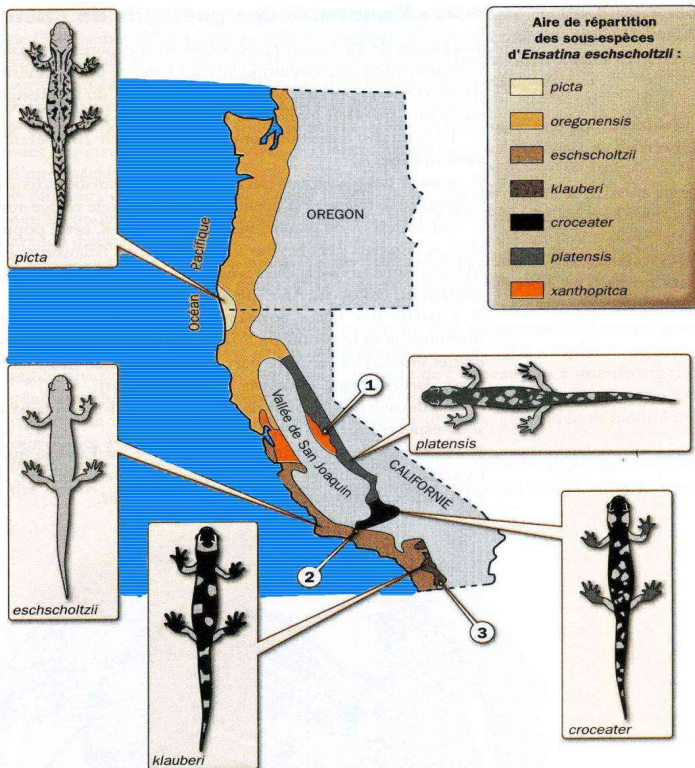 Aire de répartition
des sous-espèces
d'Ensatina eschscholtzii :
picta
oregonensis
eschscholtzii
klauberi
croceater
platensis
xanthopitca
picta
OREGON
Océan Pacifique
Vallée de San Joaquin
CALIFORNIE
1
platensis
eschscholtzii
2
3
klauberi
croceater